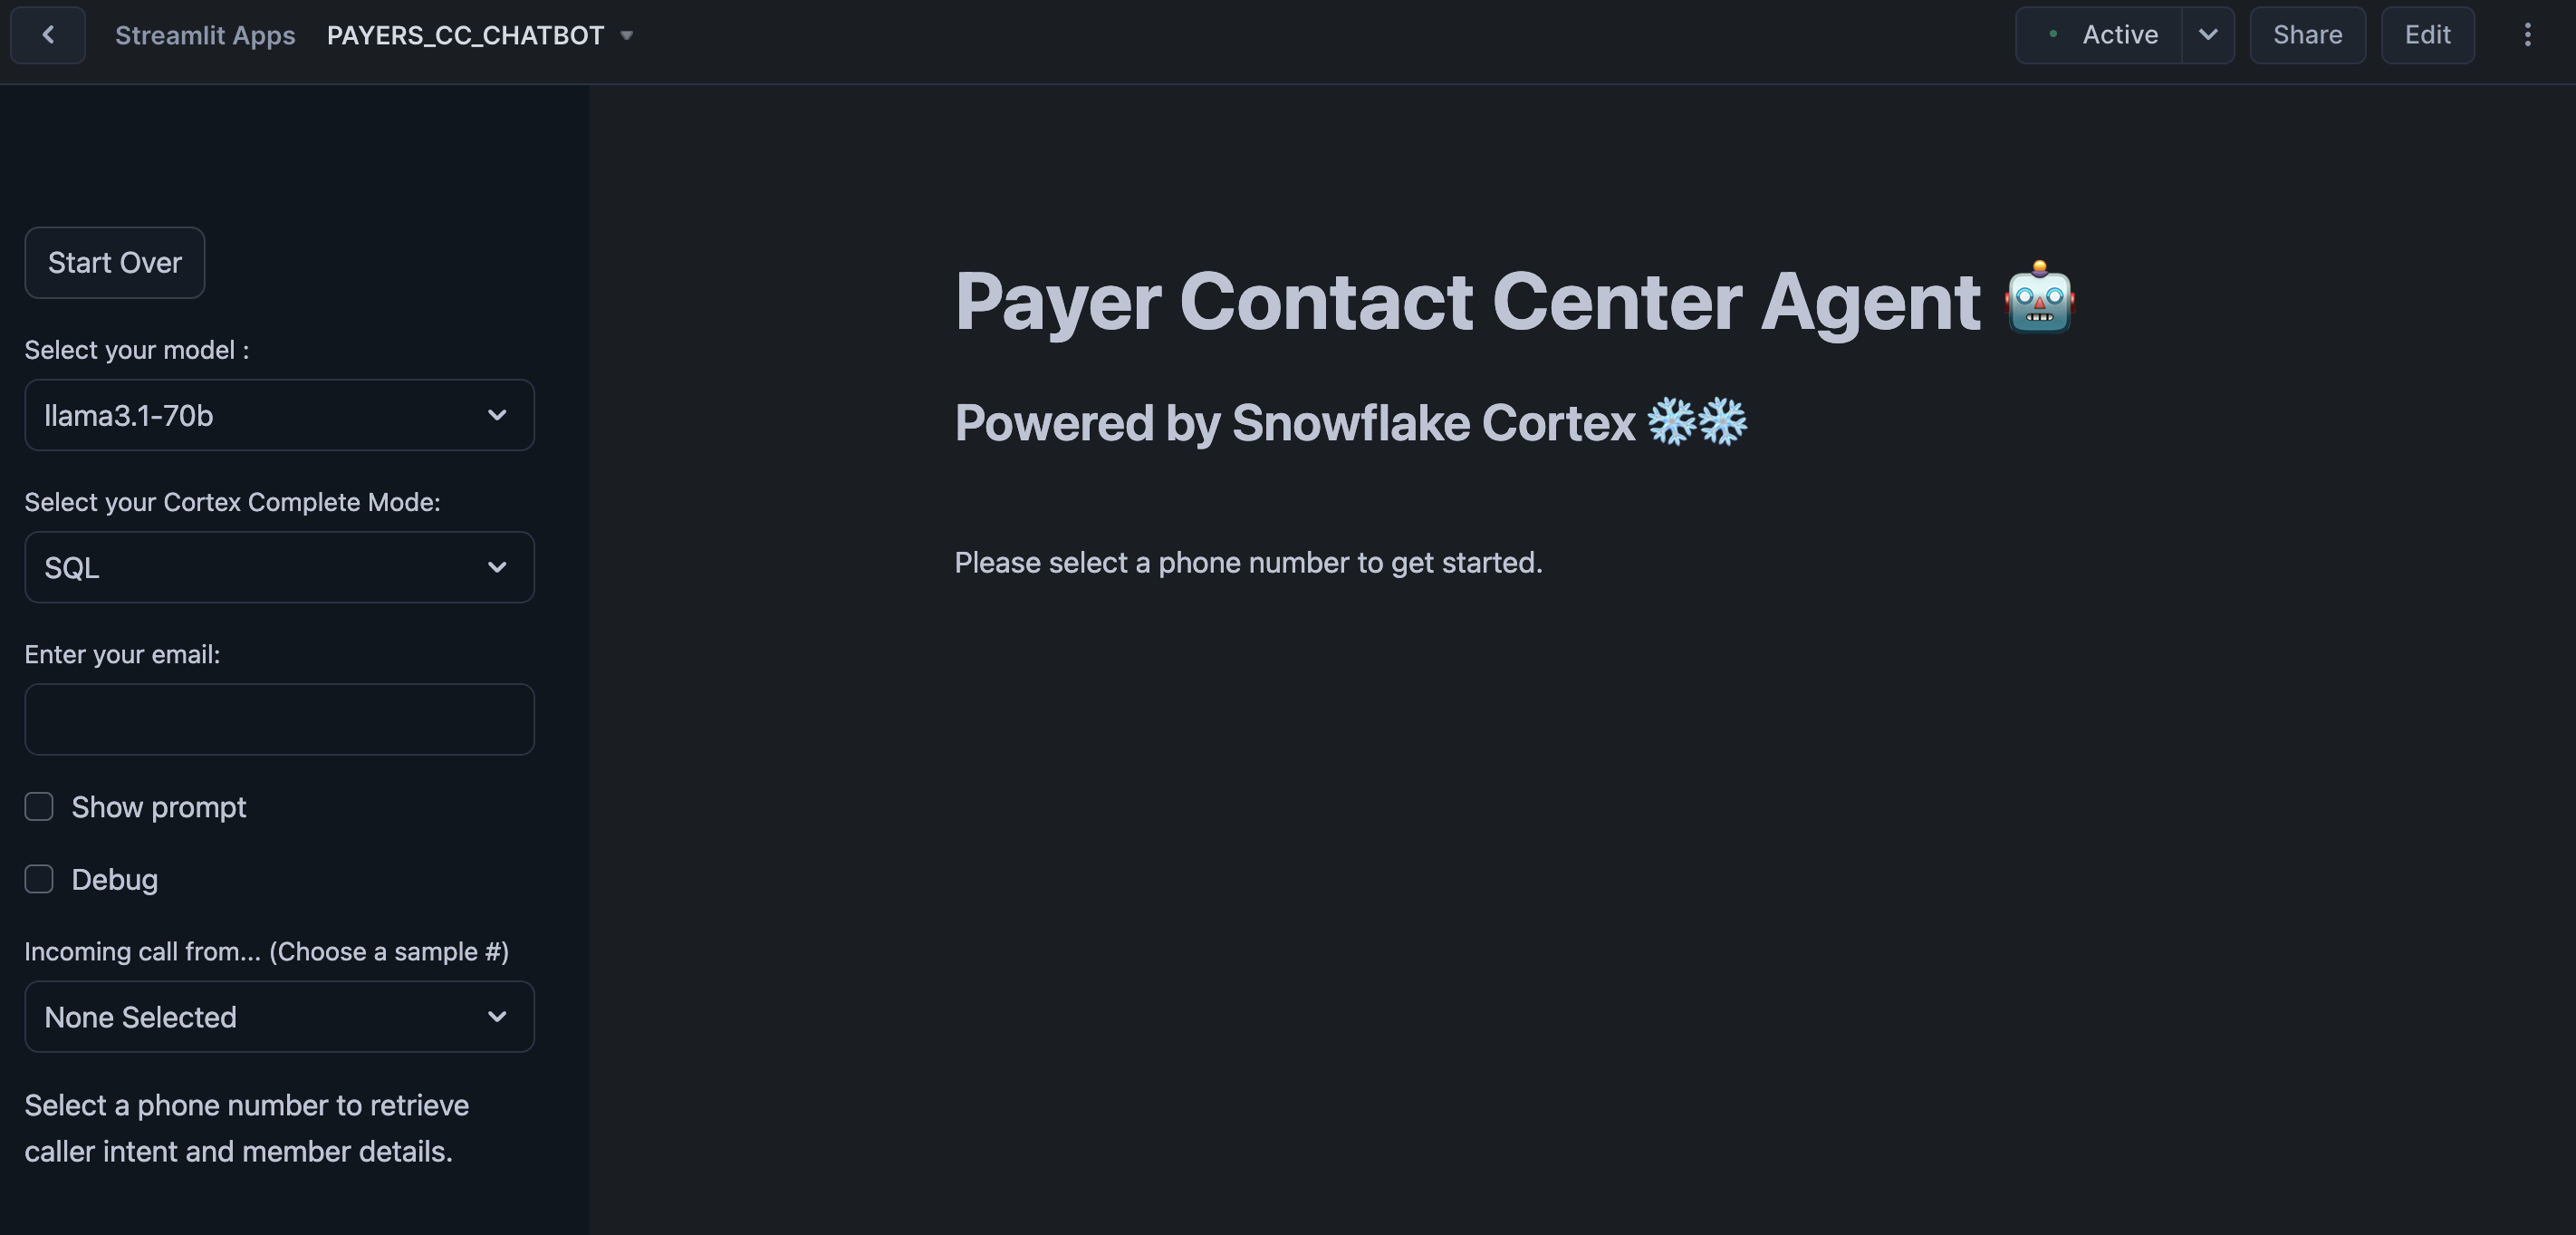 Streamlit Apps PAYERS_CC_CHATBOT
Active
Share
Edit
Start Over
Select your model :
llama3.1-70b
Select your Cortex Complete Mode:
SQL
Enter your email:
Show prompt
Debug
Incoming call from... (Choose a sample #)
None Selected
Select a phone number to retrieve
caller intent and member details.
Payer Contact Center Agent 🤖
Powered by Snowflake Cortex ❄️❄️
Please select a phone number to get started.